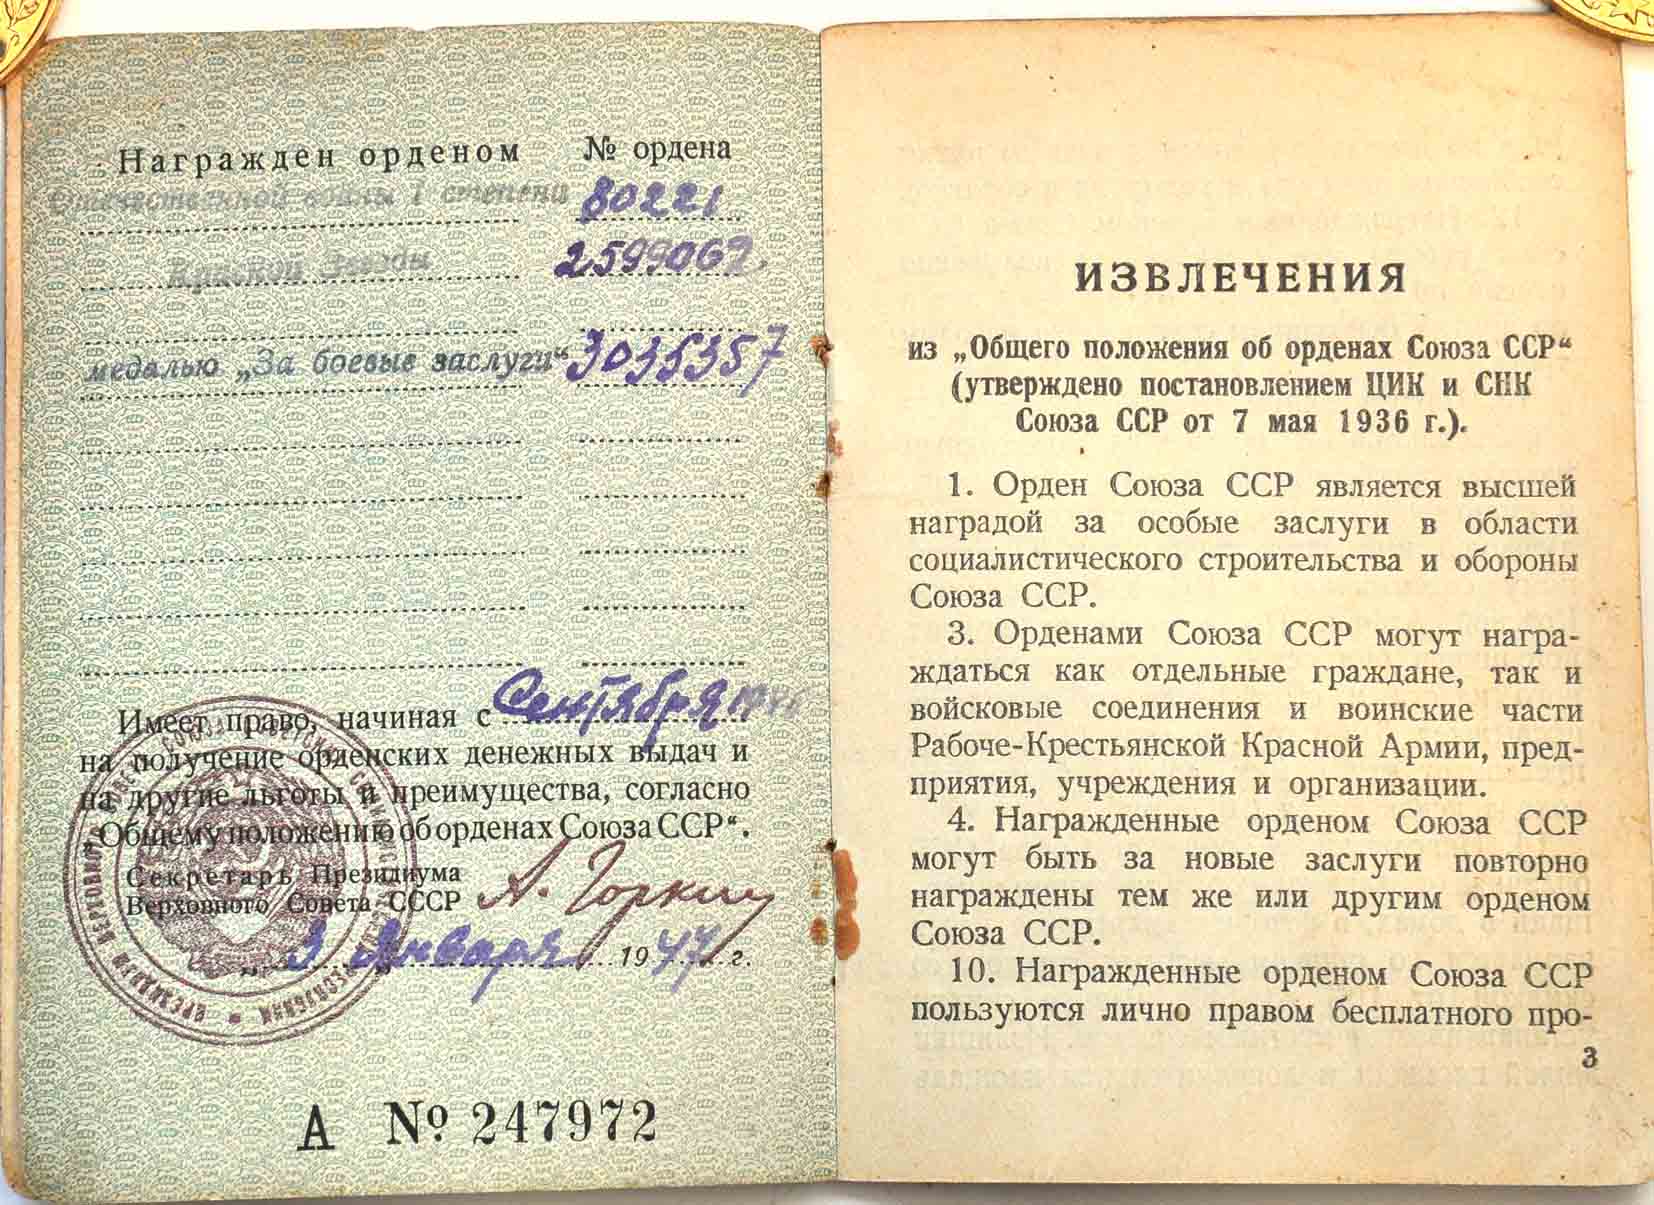 Награжден орденом № ордена
Отечественной войны I степени 80221
Красной Звезды 2599069
медалью „За боевые заслуги“ 3035357
Имеет право, начиная с Сентября
на получение орденских денежных выдач и
на другие льготы и преимущества, согласно
„Общему положению об орденах Союза ССР“.
Секретарь Президиума
Верховного Совета СССР А. Горкин
„3“ Января 1947 г.
А № 247972
ИЗВЛЕЧЕНИЯ
из „Общего положения об орденах Союза ССР“
(утверждено постановлением ЦИК и СНК
Союза ССР от 7 мая 1936 г.).
1. Орден Союза ССР является высшей
наградой за особые заслуги в области
социалистического строительства и обороны
Союза ССР.
3. Орденами Союза ССР могут награ-
ждаться как отдельные граждане, так и
войсковые соединения и воинские части
Рабоче-Крестьянской Красной Армии, пред-
приятия, учреждения и организации.
4. Награжденные орденом Союза ССР
могут быть за новые заслуги повторно
награждены тем же или другим орденом
Союза ССР.
10. Награжденные орденом Союза ССР
пользуются лично правом бесплатного про-
3